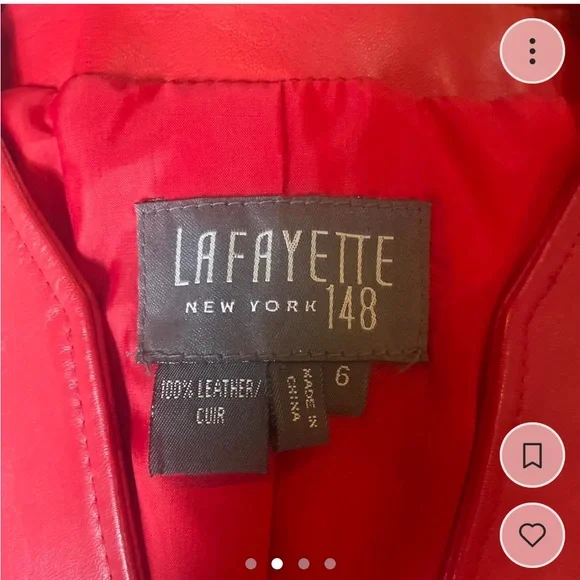 LAFAYETTE
NEW YORK 148
100% LEATHER/
CUIR
MADE IN
CHINA
6